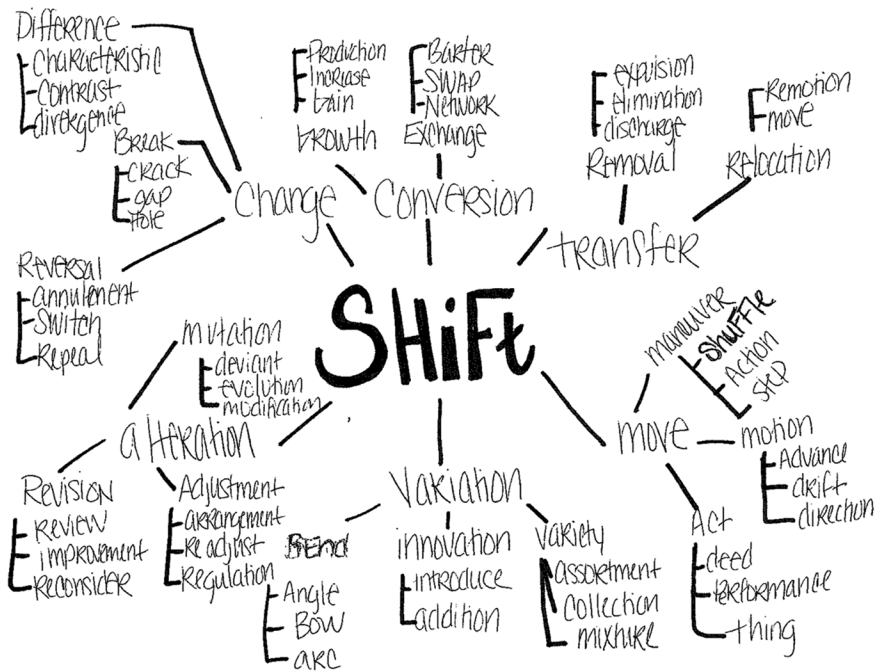 Difference
Characteristic
Contrast
divergence
Break
crack
gap
Hole
Reversal
annulment
Switch
Repeal
Change
Production
Increase
Gain
Growth
Barter
SWAP
Network
Exchange
Conversion
expulsion
elimination
discharge
Removal
Remotion
move
Relocation
transfer
SHiFt
mutation
deviant
evolution
modification
alteration
Revision
Review
improvement
Reconsider
Adjustment
arrangement
readjust
Regulation
Variation
BEnd
Angle
Bow
arc
innovation
introduce
addition
Variety
assortment
Collection
mixture
move
maneuver
Shuffle
Action
Step
motion
Advance
drift
direction
Act
deed
Performance
thing